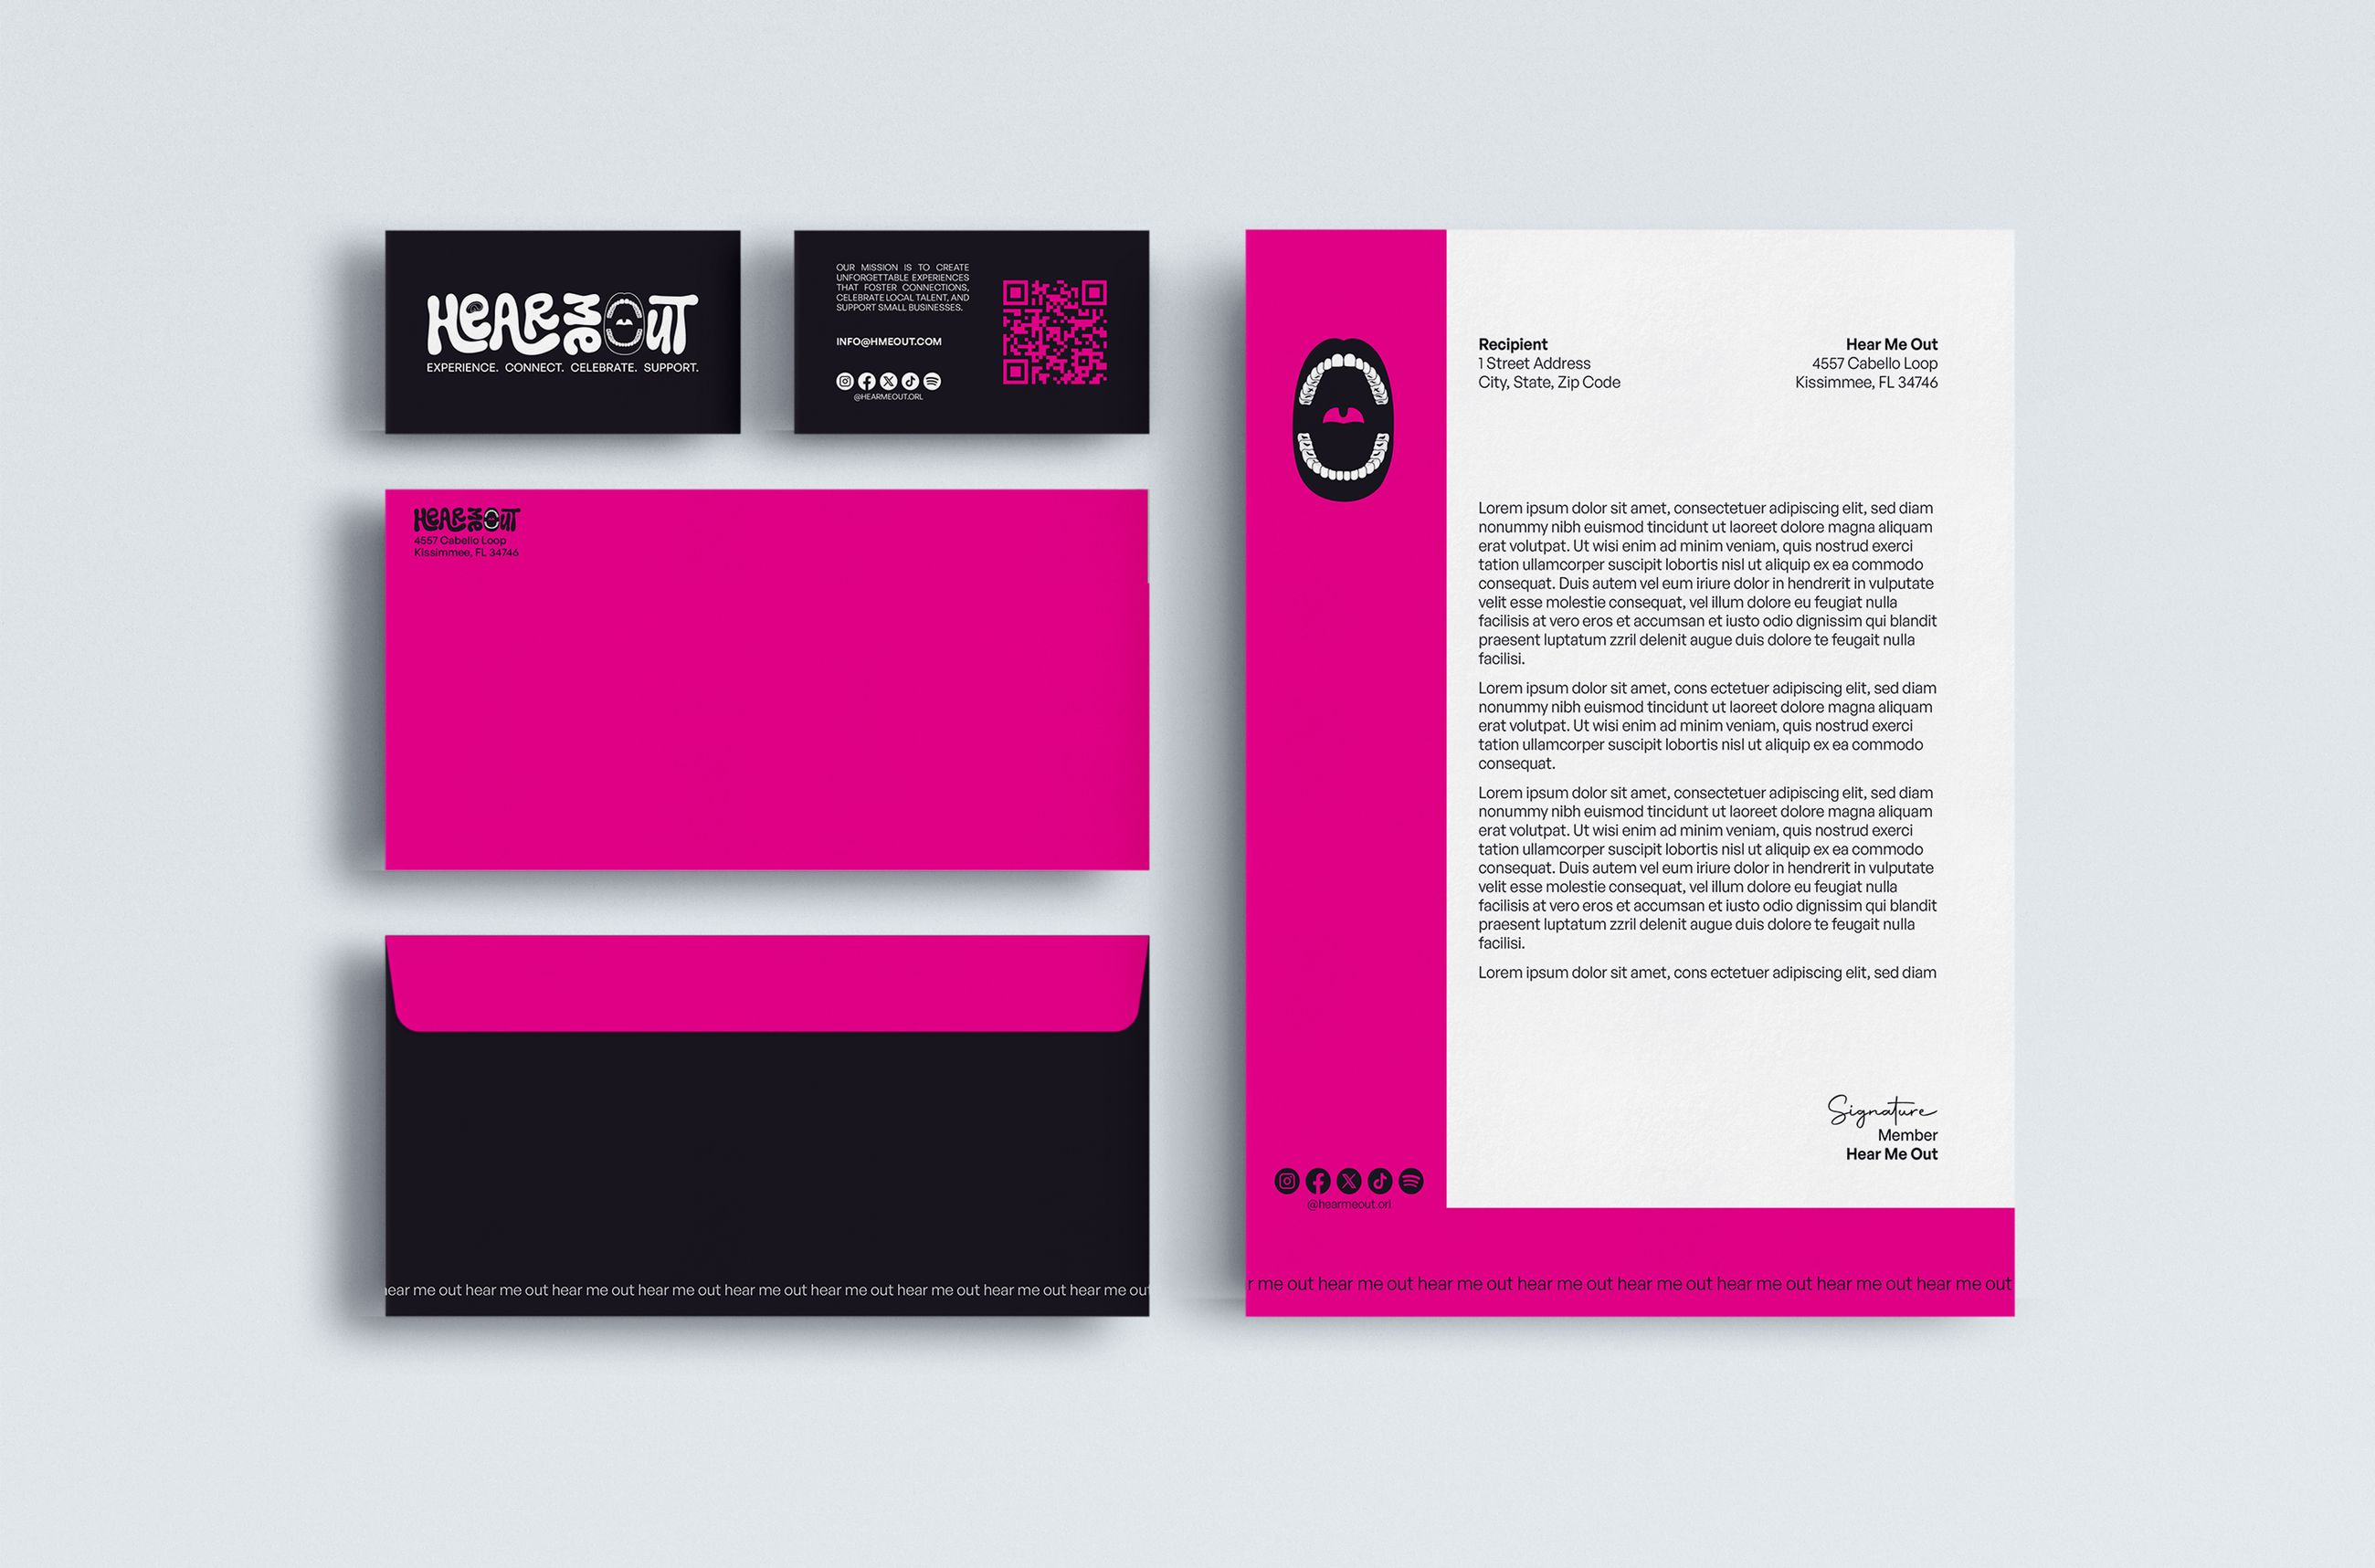 HEAR ME OUT
EXPERIENCE. CONNECT. CELEBRATE. SUPPORT.
OUR MISSION IS TO CREATE
UNFORGETTABLE EXPERIENCES
THAT FOSTER CONNECTIONS,
CELEBRATE LOCAL TALENT, AND
SUPPORT SMALL BUSINESSES.
INFO@HMEOUT.COM
@HEARMEOUT.ORL
HEAR ME OUT
4557 Cabello Loop
Kissimmee, FL 34746
ear me out hear me out hear me out hear me out hear me out hear me out hear me out hear me out hear me out
Recipient
1 Street Address
City, State, Zip Code
Hear Me Out
4557 Cabello Loop
Kissimmee, FL 34746
Lorem ipsum dolor sit amet, consectetuer adipiscing elit, sed diam
nonummy nibh euismod tincidunt ut laoreet dolore magna aliquam
erat volutpat. Ut wisi enim ad minim veniam, quis nostrud exerci
tation ullamcorper suscipit lobortis nisl ut aliquip ex ea commodo
consequat. Duis autem vel eum iriure dolor in hendrerit in vulputate
velit esse molestie consequat, vel illum dolore eu feugiat nulla
facilisis at vero eros et accumsan et iusto odio dignissim qui blandit
praesent luptatum zzril delenit augue duis dolore te feugait nulla
facilisi.
Lorem ipsum dolor sit amet, cons ectetuer adipiscing elit, sed diam
nonummy nibh euismod tincidunt ut laoreet dolore magna aliquam
erat volutpat. Ut wisi enim ad minim veniam, quis nostrud exerci
tation ullamcorper suscipit lobortis nisl ut aliquip ex ea commodo
consequat.
Lorem ipsum dolor sit amet, consectetuer adipiscing elit, sed diam
nonummy nibh euismod tincidunt ut laoreet dolore magna aliquam
erat volutpat. Ut wisi enim ad minim veniam, quis nostrud exerci
tation ullamcorper suscipit lobortis nisl ut aliquip ex ea commodo
consequat. Duis autem vel eum iriure dolor in hendrerit in vulputate
velit esse molestie consequat, vel illum dolore eu feugiat nulla
facilisis at vero eros et accumsan et iusto odio dignissim qui blandit
praesent luptatum zzril delenit augue duis dolore te feugait nulla
facilisi.
Lorem ipsum dolor sit amet, cons ectetuer adipiscing elit, sed diam
Signature
Member
Hear Me Out
@hearmeout.orl
r me out hear me out hear me out hear me out hear me out hear me out hear me out hear me out